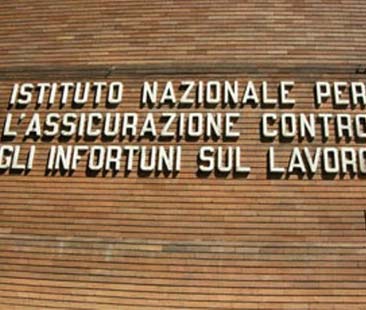 ISTITUTO NAZIONALE PER
L'ASSICURAZIONE CONTRO
GLI INFORTUNI SUL LAVORO